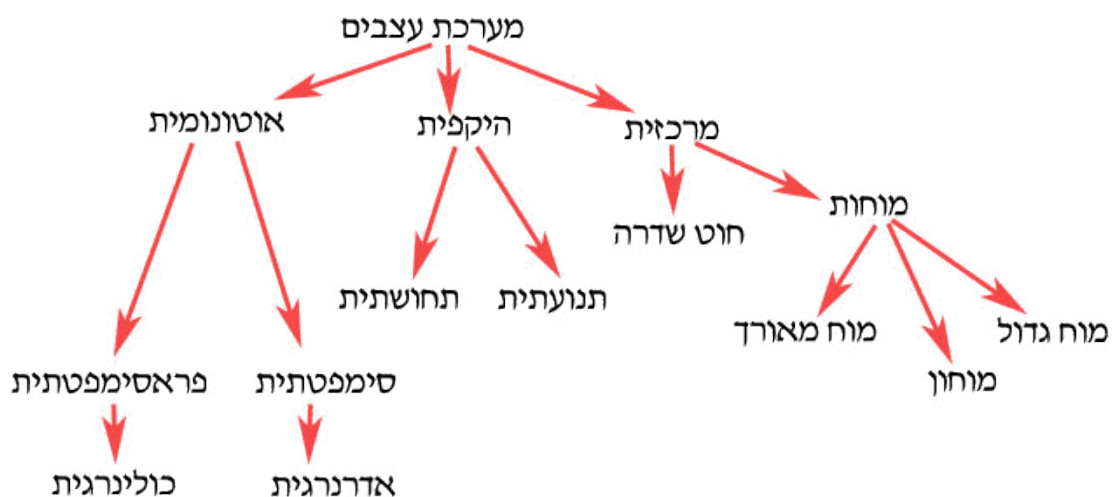 מערכת עצבים
מרכזית
היקפית
אוטונומית
מוחות
חוט שדרה
תנועתית
תחושתית
מוח גדול
מוח מאורך
מוחון
סימפטתית
פראסימפטתית
אדרנרגית
כולינרגית